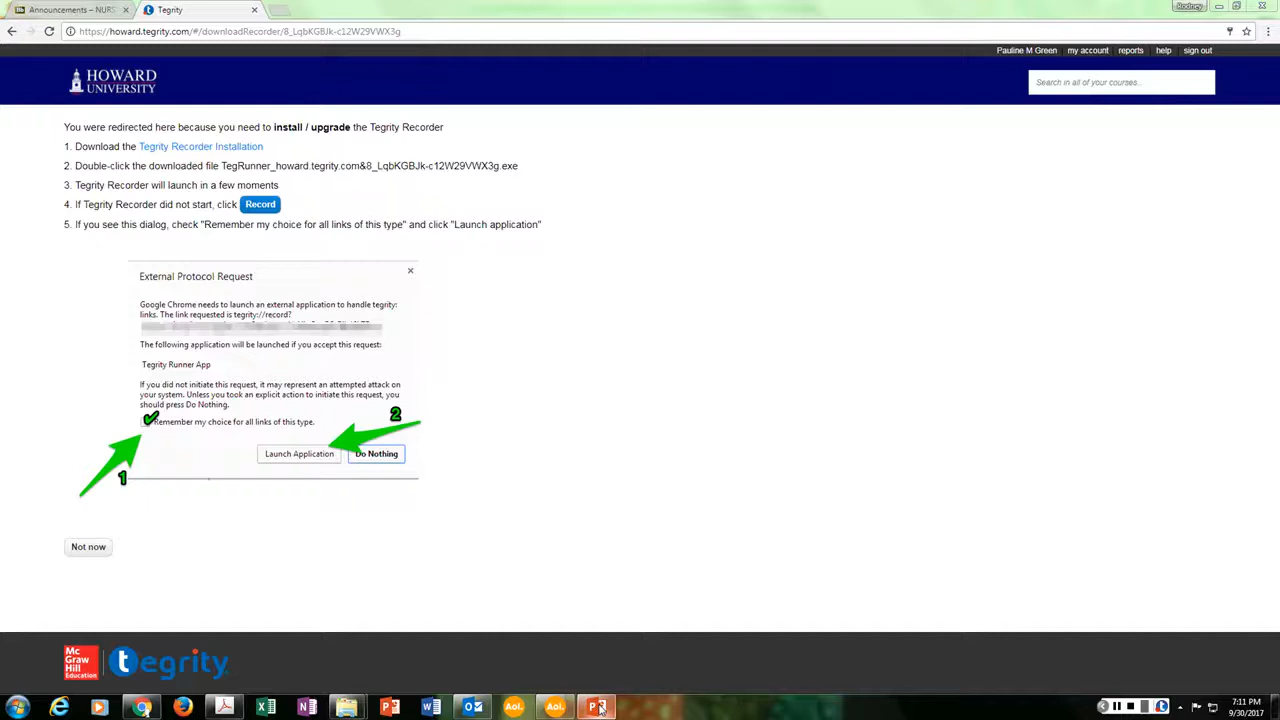 Announcements – NURS
Tegrity
Rodney
https://howard.tegrity.com/#/downloadRecorder/8_LqbKGBJk-c12W29VWX3g
Pauline M Green my account reports help sign out
HOWARD
UNIVERSITY
Search in all of your courses..
You were redirected here because you need to install / upgrade the Tegrity Recorder
1. Download the Tegrity Recorder Installation
2. Double-click the downloaded file TegRunner_howard.tegrity.com&8_LqbKGBJk-c12W29VWX3g.exe
3. Tegrity Recorder will launch in a few moments
4. If Tegrity Recorder did not start, click Record
5. If you see this dialog, check "Remember my choice for all links of this type" and click "Launch application"
External Protocol Request
Google Chrome needs to launch an external application to handle tegrity:
links. The link requested is tegrity://record?
The following application will be launched if you accept this request:
Tegrity Runner App
If you did not initiate this request, it may represent an attempted attack on
your system. Unless you took an explicit action to initiate this request, you
should press Do Nothing.
2
Remember my choice for all links of this type.
Launch Application Do Nothing
1
Not now
Mc
Graw
Hill
Education
tegrity
Aol. Aol.
7:11 PM
9/30/2017